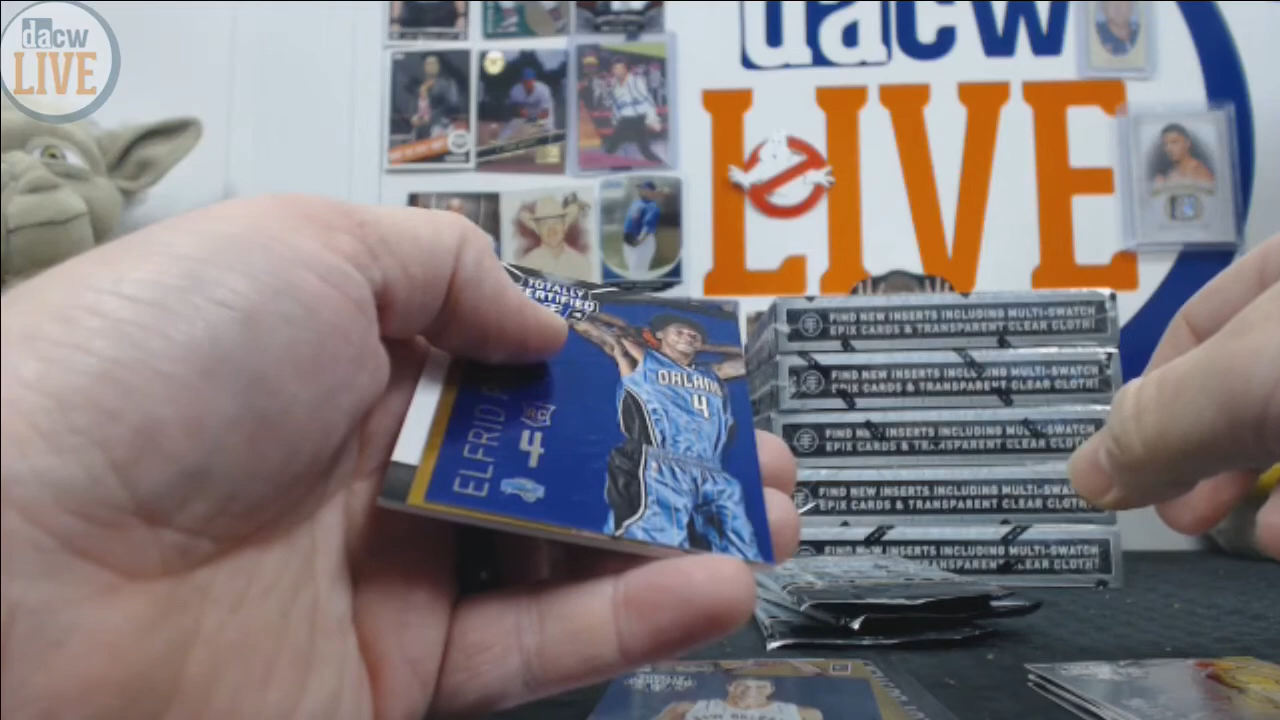 dacw
LIVE
dacw
LIVE
TOTALLY
CERTIFIED
ELFRID
RC
4
ORLAN
4
FIND NEW INSERTS INCLUDING MULTI-SWATCH
EPIX CARDS & TRANSPARENT CLEAR CLOTH!
FIND NEW INSERTS INCLUDING MULTI-SWATCH
EPIX CARDS & TRANSPARENT CLEAR CLOTH!
FIND NEW INSERTS INCLUDING MULTI-SWATCH
EPIX CARDS & TRANSPARENT CLEAR CLOTH!
FIND NEW INSERTS INCLUDING MULTI-SWA
EPIX CARDS & TRANSPARENT CLEAR CLOTH!
FIND NEW INSERTS INCLUDING MULTI-SWATCH
TRANSPARENT CLEAR CLOTH!